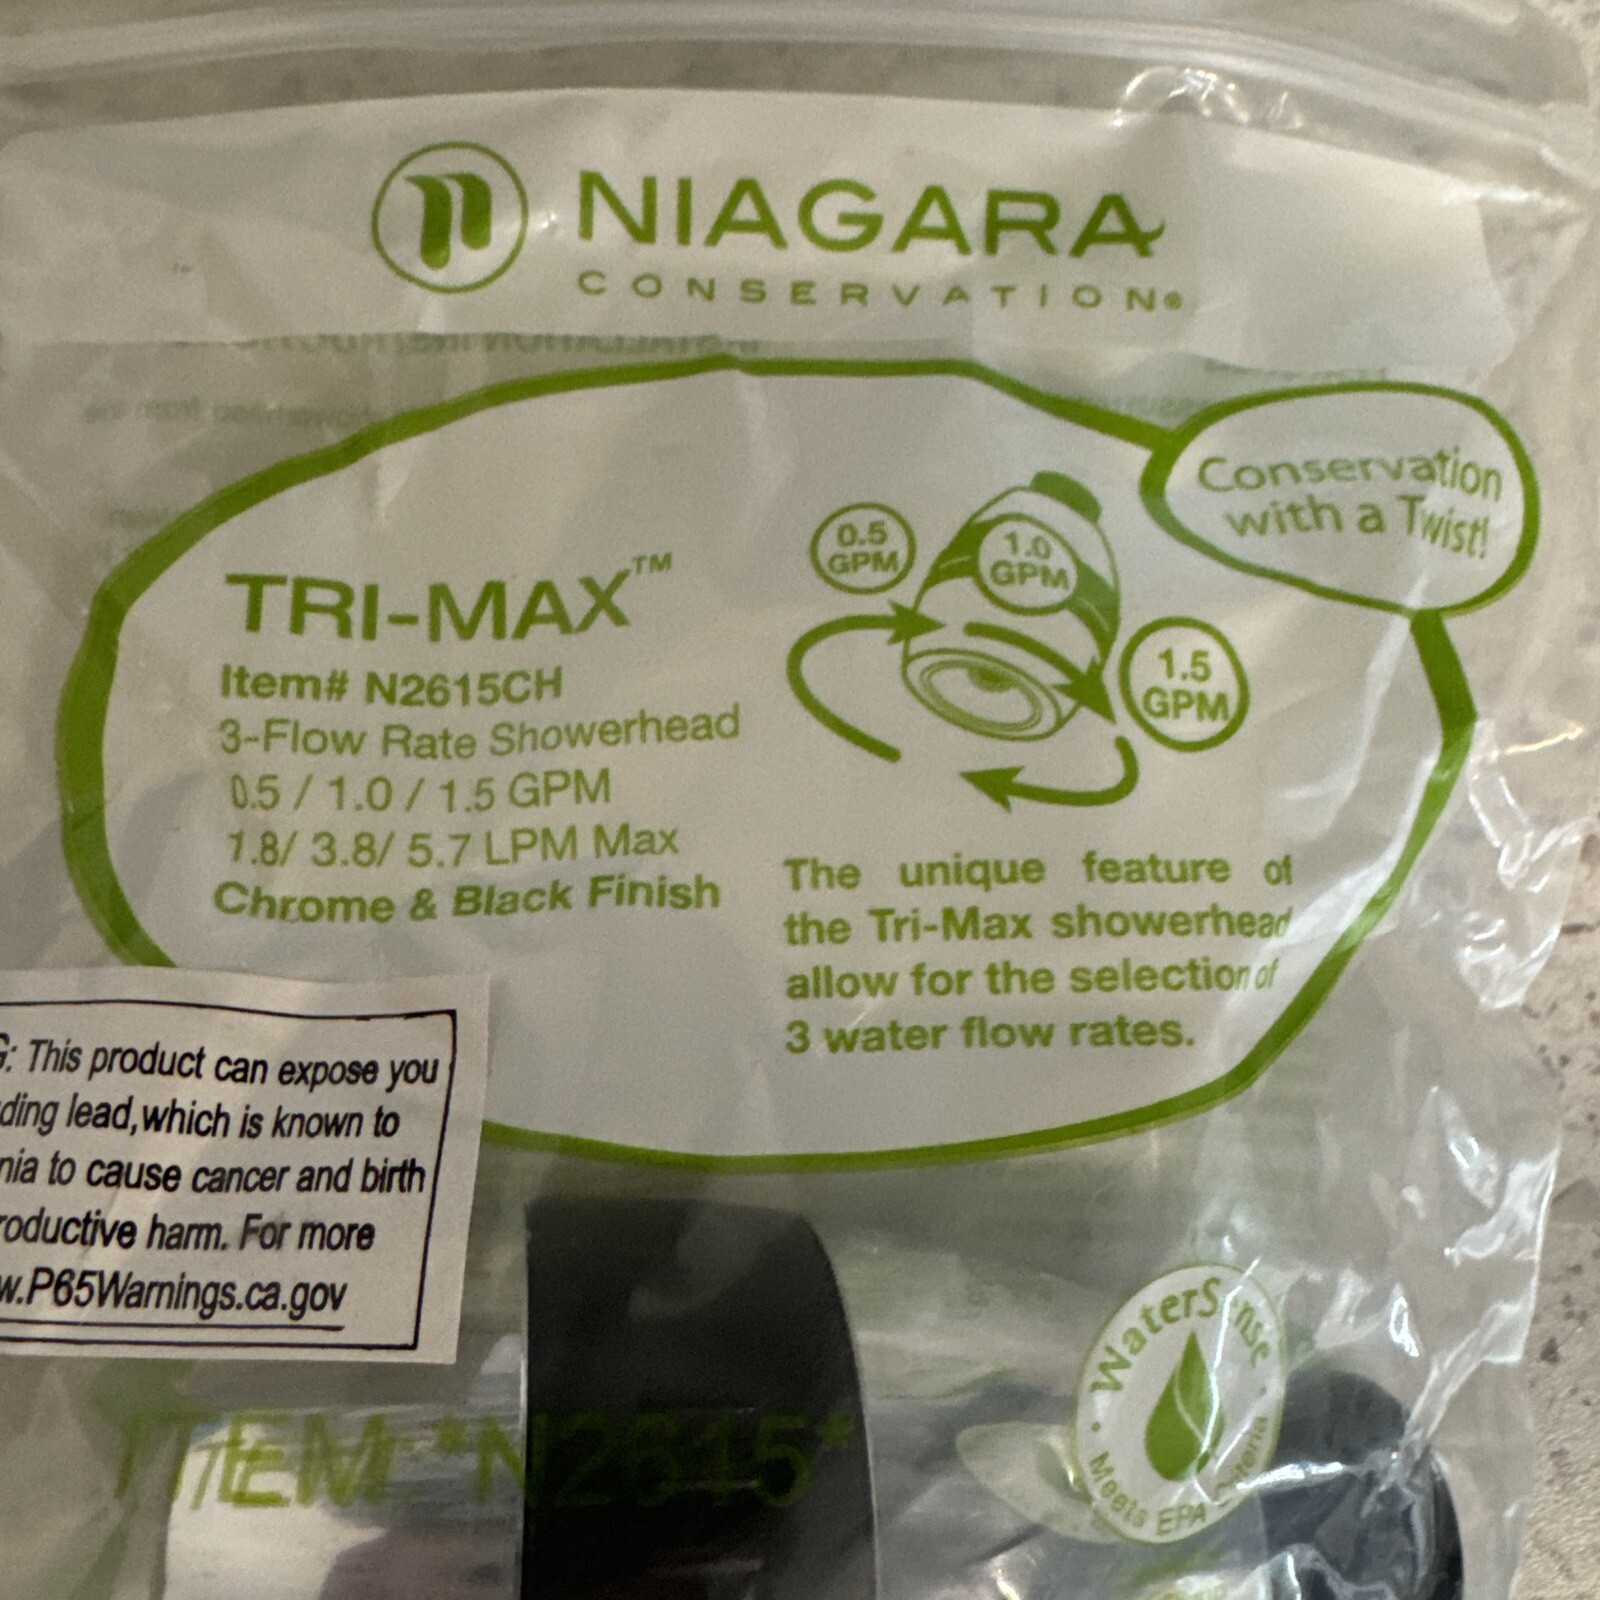 NIAGARA
CONSERVATION®
Conservation
with a Twist!
0.5
GPM
1.0
GPM
1.5
GPM
TRI-MAX™
Item# N2615CH
3-Flow Rate Showerhead
0.5 / 1.0 / 1.5 GPM
1.8/ 3.8/ 5.7 LPM Max
Chrome & Black Finish
The unique feature of
the Tri-Max showerhead
allow for the selection of
3 water flow rates.
G: This product can expose you
ding lead,which is known to
nia to cause cancer and birth
roductive harm. For more
w.P65Warnings.ca.gov
WaterSense
Meets EPA Criteria
ITEM: *N2615*